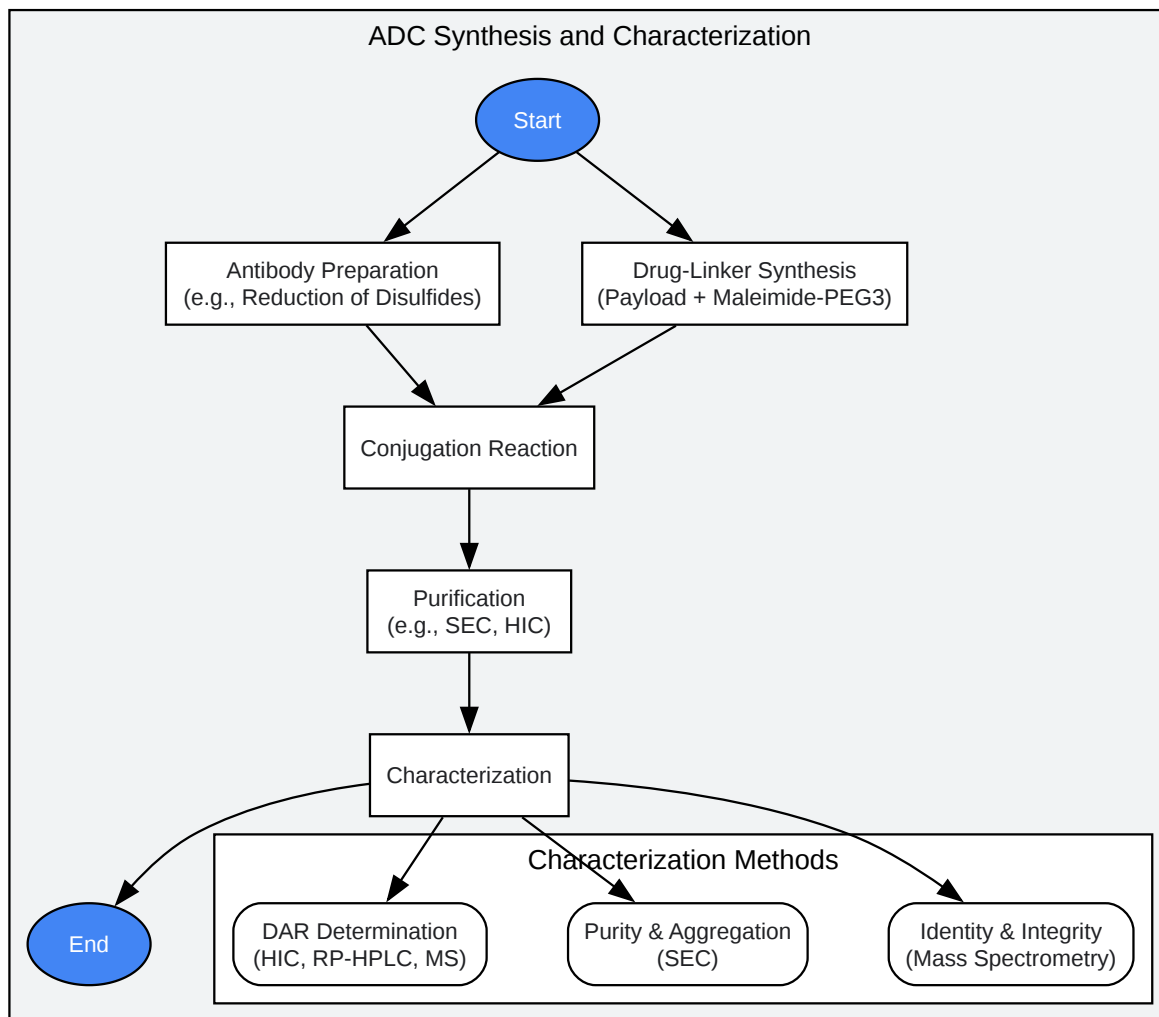 ADC Synthesis and Characterization
Start
Antibody Preparation
(e.g., Reduction of Disulfides)
Drug-Linker Synthesis
(Payload + Maleimide-PEG3)
Conjugation Reaction
Purification
(e.g., SEC, HIC)
Characterization
Characterization Methods
End
DAR Determination
(HIC, RP-HPLC, MS)
Purity & Aggregation
(SEC)
Identity & Integrity
(Mass Spectrometry)